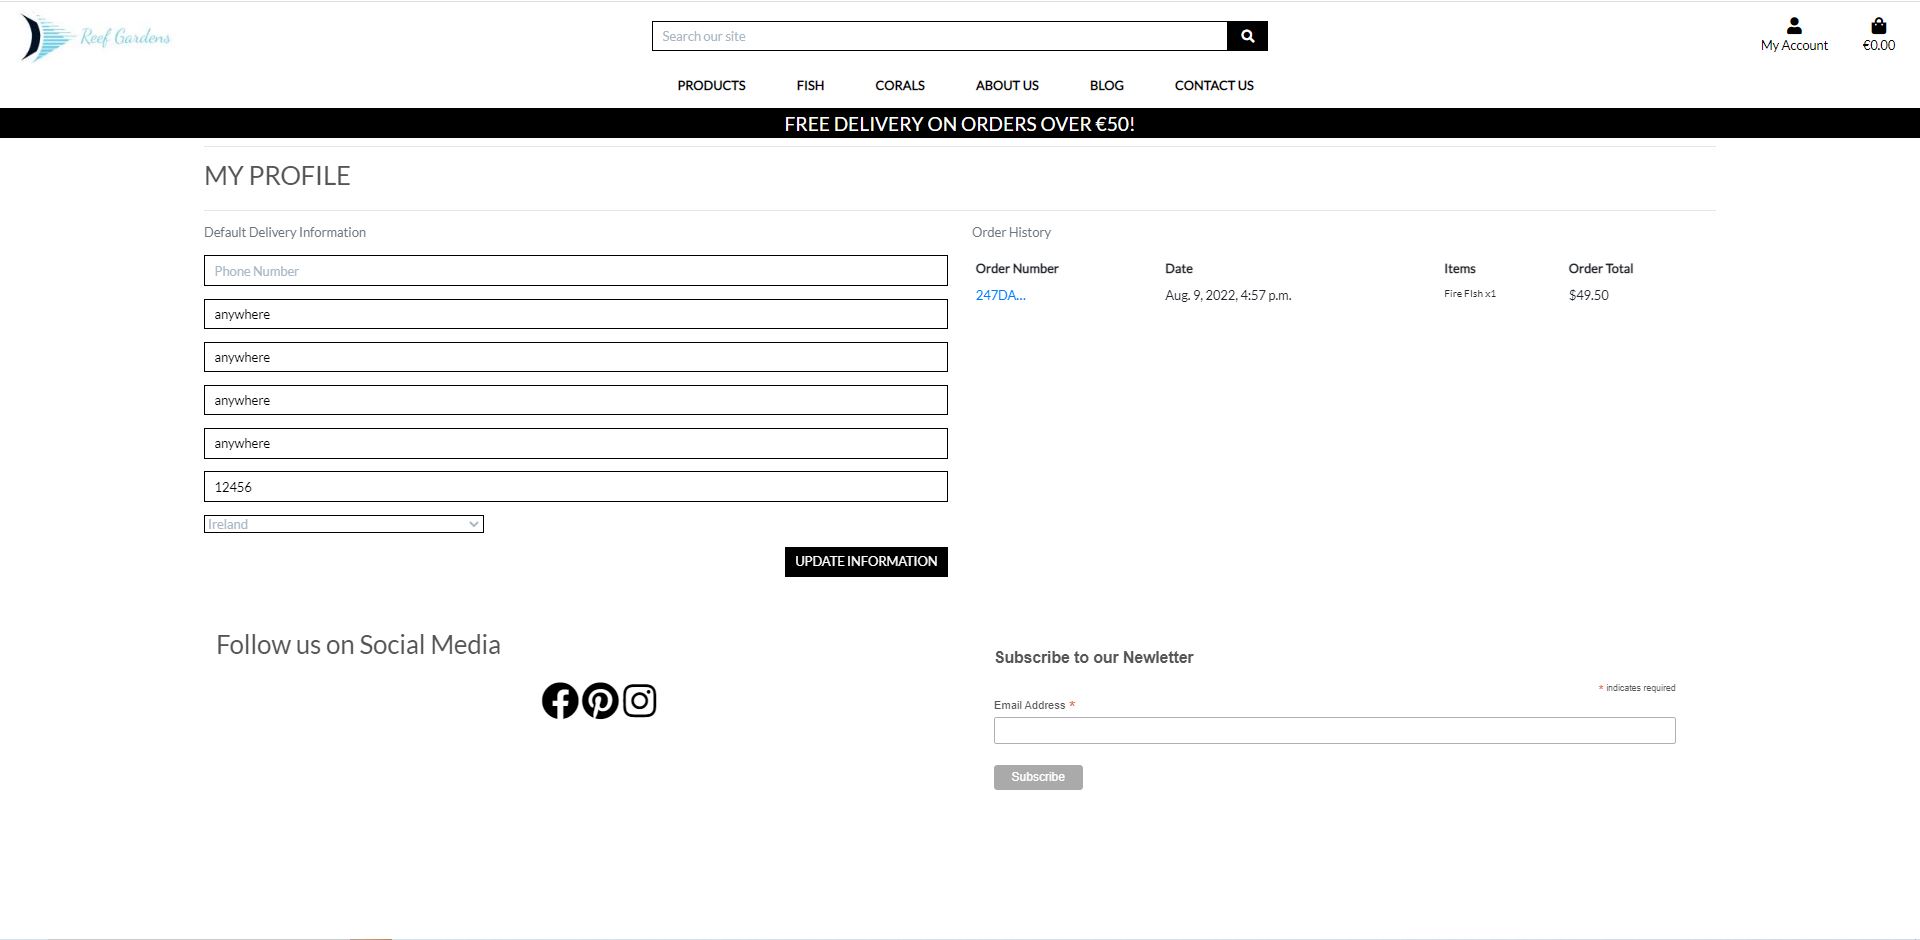 Reef Gardens
Search our site
My Account
€0.00
PRODUCTS FISH CORALS ABOUT US BLOG CONTACT US
FREE DELIVERY ON ORDERS OVER €50!
MY PROFILE
Default Delivery Information
Phone Number
anywhere
anywhere
anywhere
anywhere
12456
Ireland
UPDATE INFORMATION
Order History
Order Number Date Items Order Total
247DA... Aug. 9, 2022, 4:57 p.m. Fire FIsh x1 $49.50
Follow us on Social Media
Subscribe to our Newletter
* indicates required
Email Address *
Subscribe